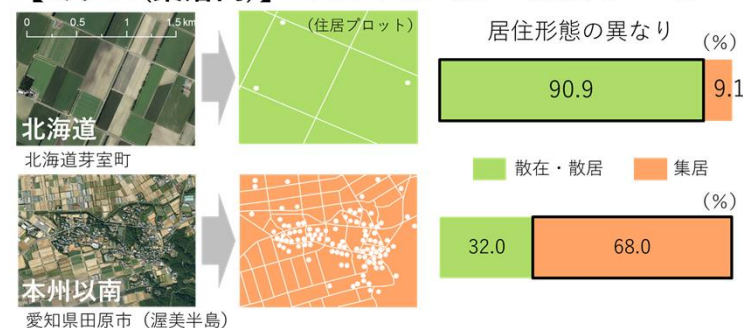 0 0.5 1 1.5 km
(住居プロット)
居住形態の異なり
(%)
90.9 9.1
北海道
北海道芽室町
散在・散居 集居
(%)
32.0 68.0
本州以南
愛知県田原市（渥美半島）